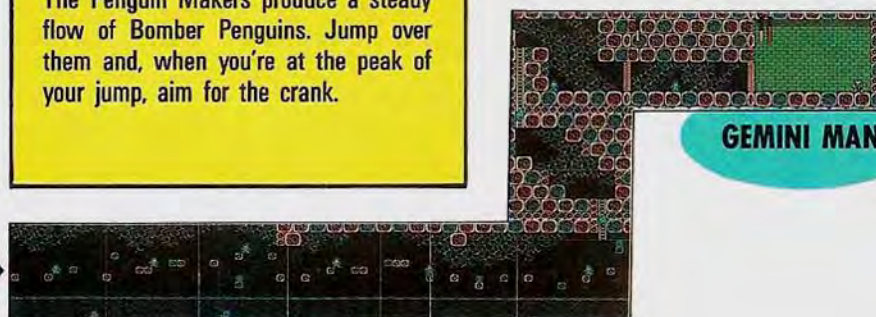 The Penguin Makers produce a steady
flow of Bomber Penguins. Jump over
them and, when you're at the peak of
your jump, aim for the crank.
GEMINI MAN